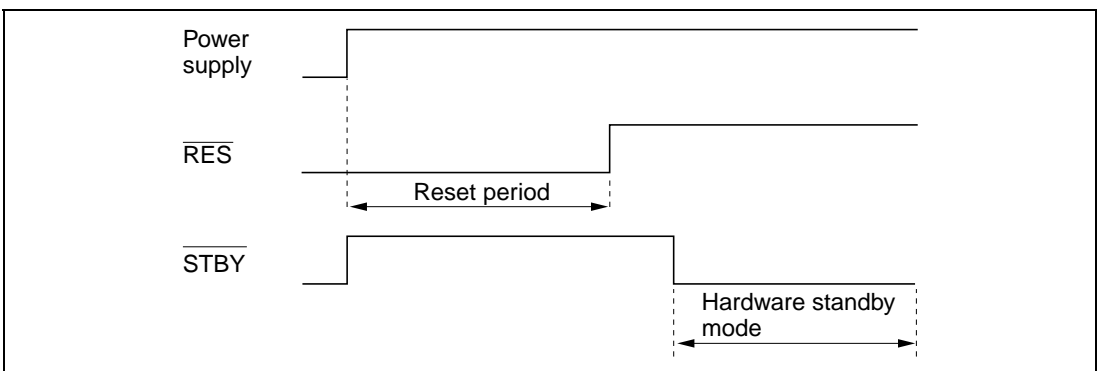 Power
supply
RES
Reset period
STBY
Hardware standby
mode